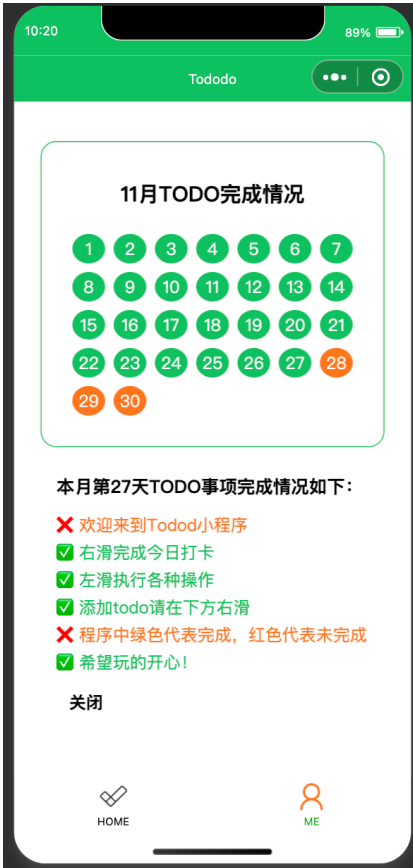 10:20
89%
Tododo
11月TODO完成情况
1 2 3 4 5 6 7
8 9 10 11 12 13 14
15 16 17 18 19 20 21
22 23 24 25 26 27 28
29 30
本月第27天TODO事项完成情况如下：
❌ 欢迎来到Todod小程序
✅ 右滑完成今日打卡
✅ 左滑执行各种操作
✅ 添加todo请在下方右滑
❌ 程序中绿色代表完成，红色代表未完成
✅ 希望玩的开心！
关闭
HOME
ME